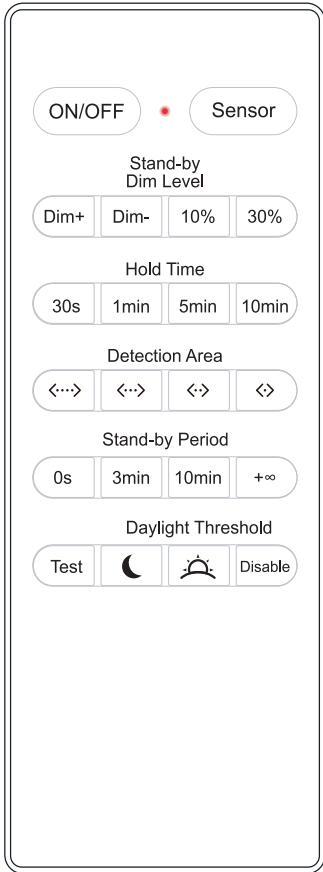 ON/OFF Sensor
Stand-by
Dim Level
Dim+ Dim- 10% 30%
Hold Time
30s 1min 5min 10min
Detection Area
<····> <···> <··> <·>
Stand-by Period
0s 3min 10min +∞
Daylight Threshold
Test Disable